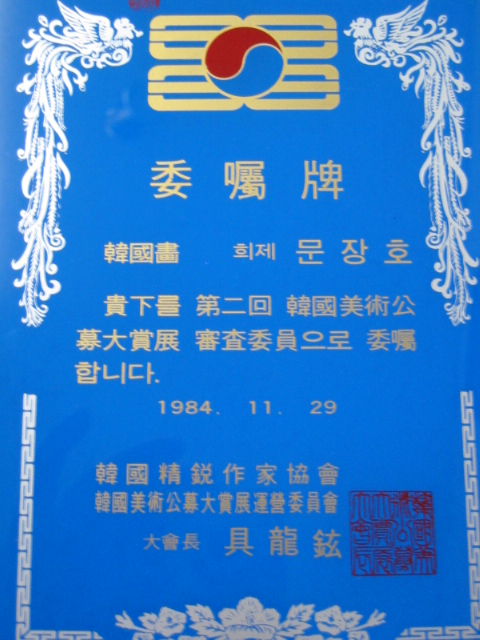 委囑牌
韓國畵 희제 문장호
貴下를 第二回 韓國美術公
募大賞展 審査委員으로 委囑
합니다.
1984. 11. 29
韓國精銳作家協會
韓國美術公募大賞展運營委員會
大會長 具龍鉉